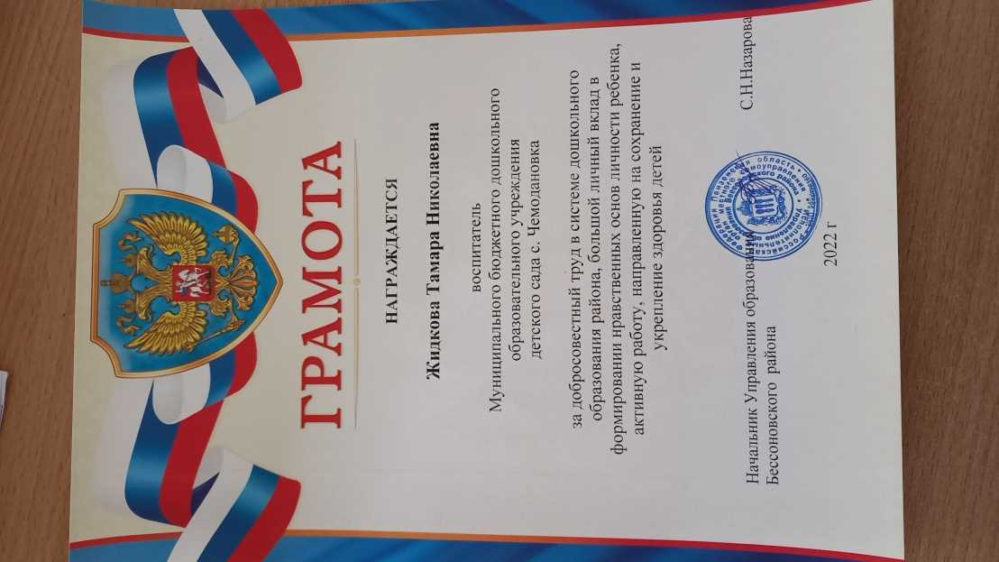 ГРАМОТА
НАГРАЖДАЕТСЯ
Жидкова Тамара Николаевна
воспитатель
Муниципального бюджетного дошкольного
образовательного учреждения
детского сада с. Чемодановка
за добросовестный труд в системе дошкольного
образования района, большой личный вклад в
формировании нравственных основ личности ребенка,
активную работу, направленную на сохранение и
укрепление здоровья детей
Начальник Управления образования
Бессоновского района
С.Н.Назарова
2022 г